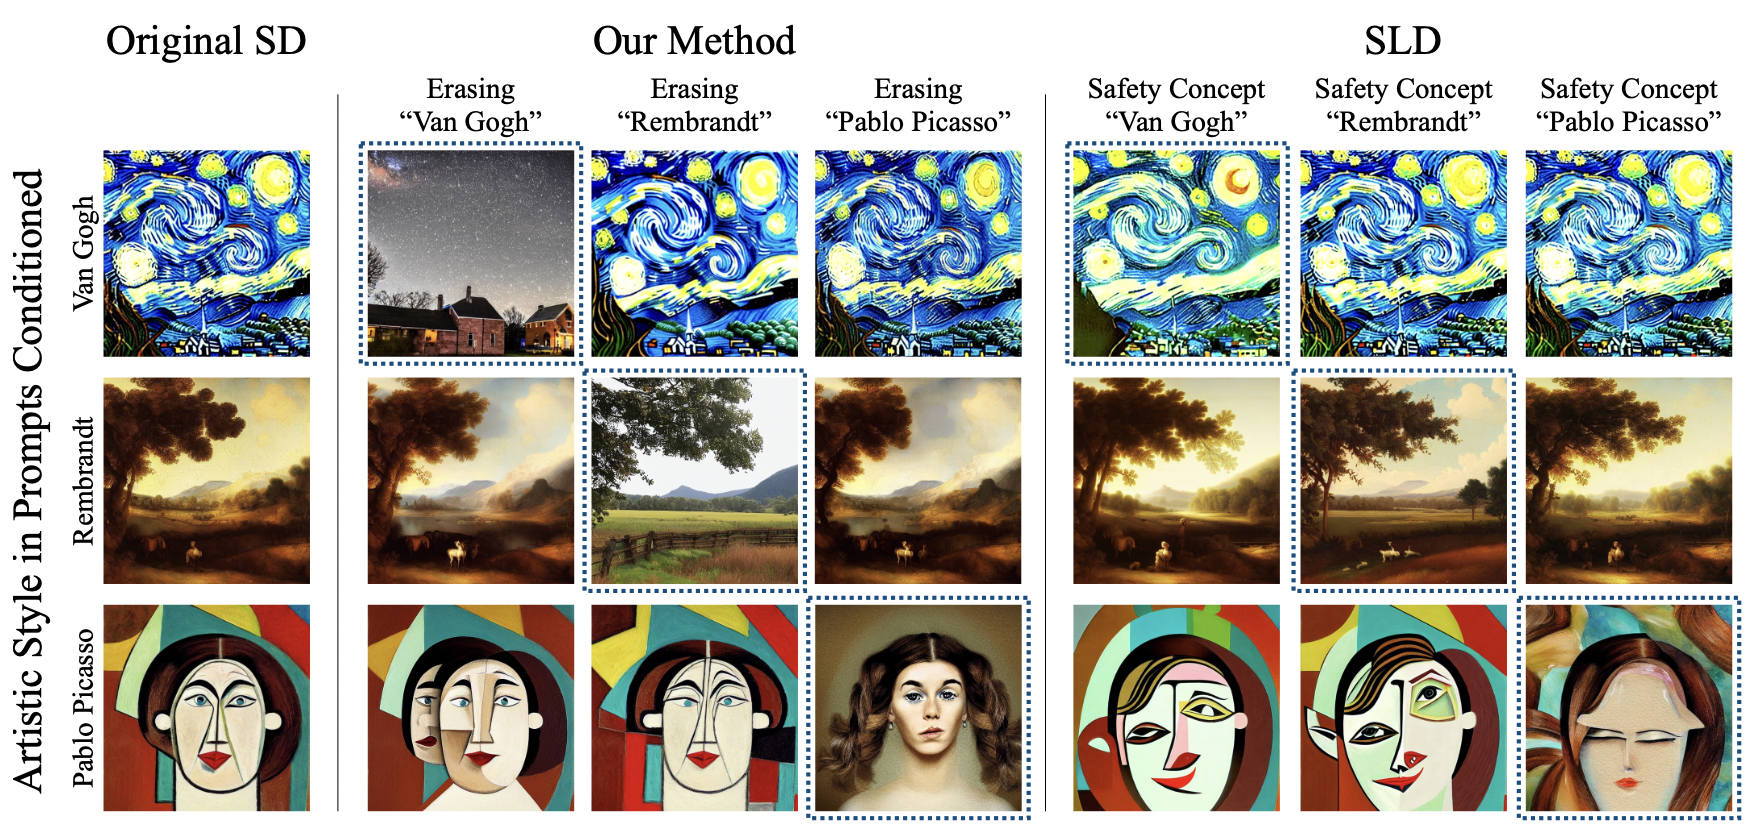 Original SD
Our Method
SLD
Erasing
“Van Gogh”
Erasing
“Rembrandt”
Erasing
“Pablo Picasso”
Safety Concept
“Van Gogh”
Safety Concept
“Rembrandt”
Safety Concept
“Pablo Picasso”
Artistic Style in Prompts Conditioned
Van Gogh
Rembrandt
Pablo Picasso